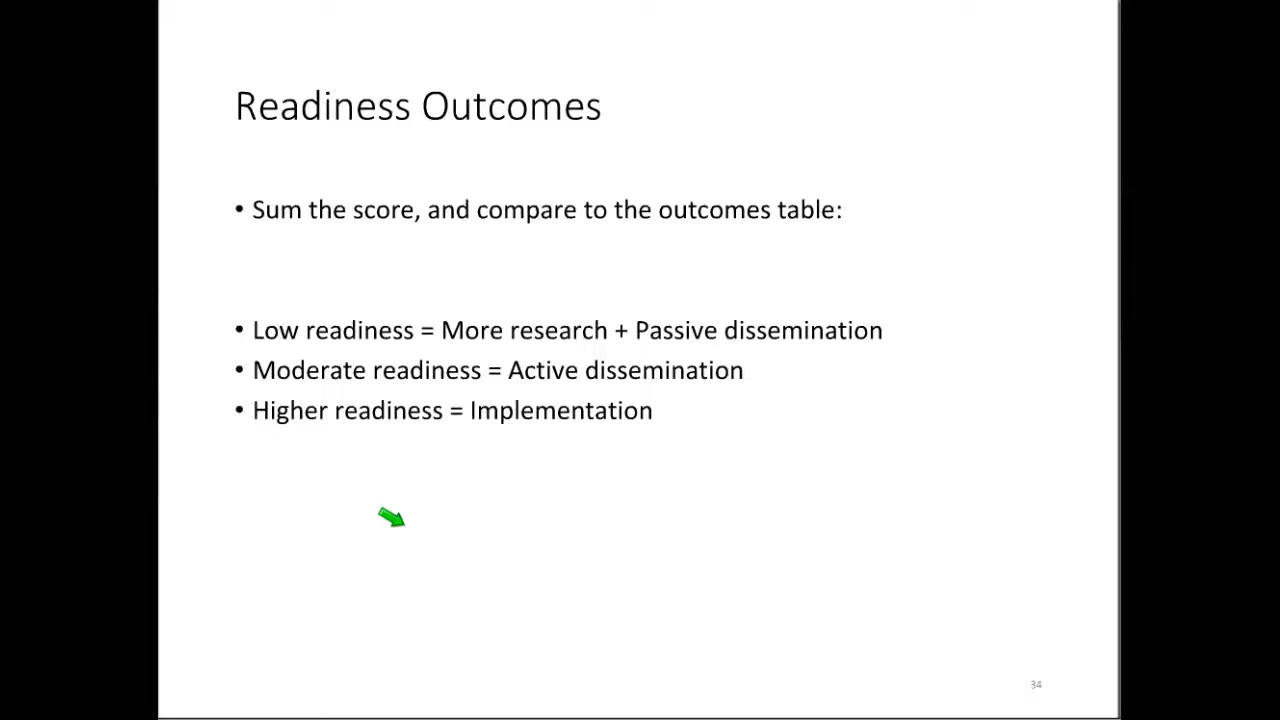 Readiness Outcomes
• Sum the score, and compare to the outcomes table:
• Low readiness = More research + Passive dissemination
• Moderate readiness = Active dissemination
• Higher readiness = Implementation
34